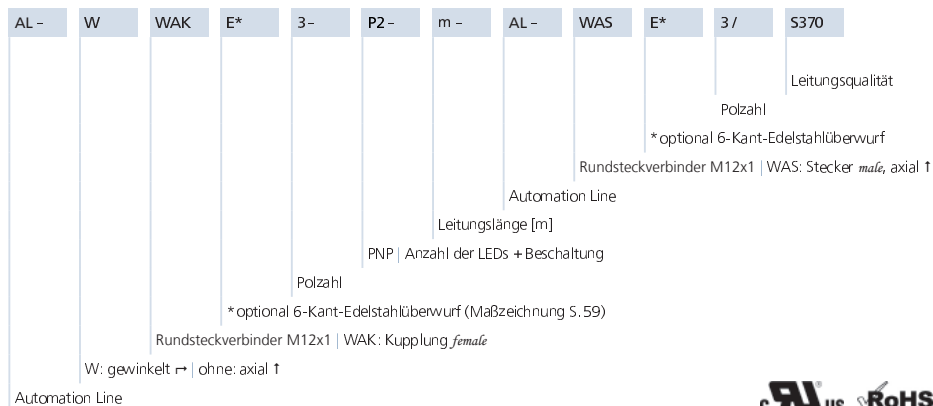 AL – W WAK E* 3 – P2 – m – AL – WAS E* 3 / S370
Leitungsqualität
Polzahl
* optional 6-Kant-Edelstahlüberwurf
Rundsteckverbinder M12x1 | WAS: Stecker male, axial ↑
Automation Line
Leitungslänge [m]
PNP | Anzahl der LEDs + Beschaltung
Polzahl
* optional 6-Kant-Edelstahlüberwurf (Maßzeichnung S. 59)
Rundsteckverbinder M12x1 | WAK: Kupplung female
W: gewinkelt ↱ | ohne: axial ↑
Automation Line
c RU ® US RoHS